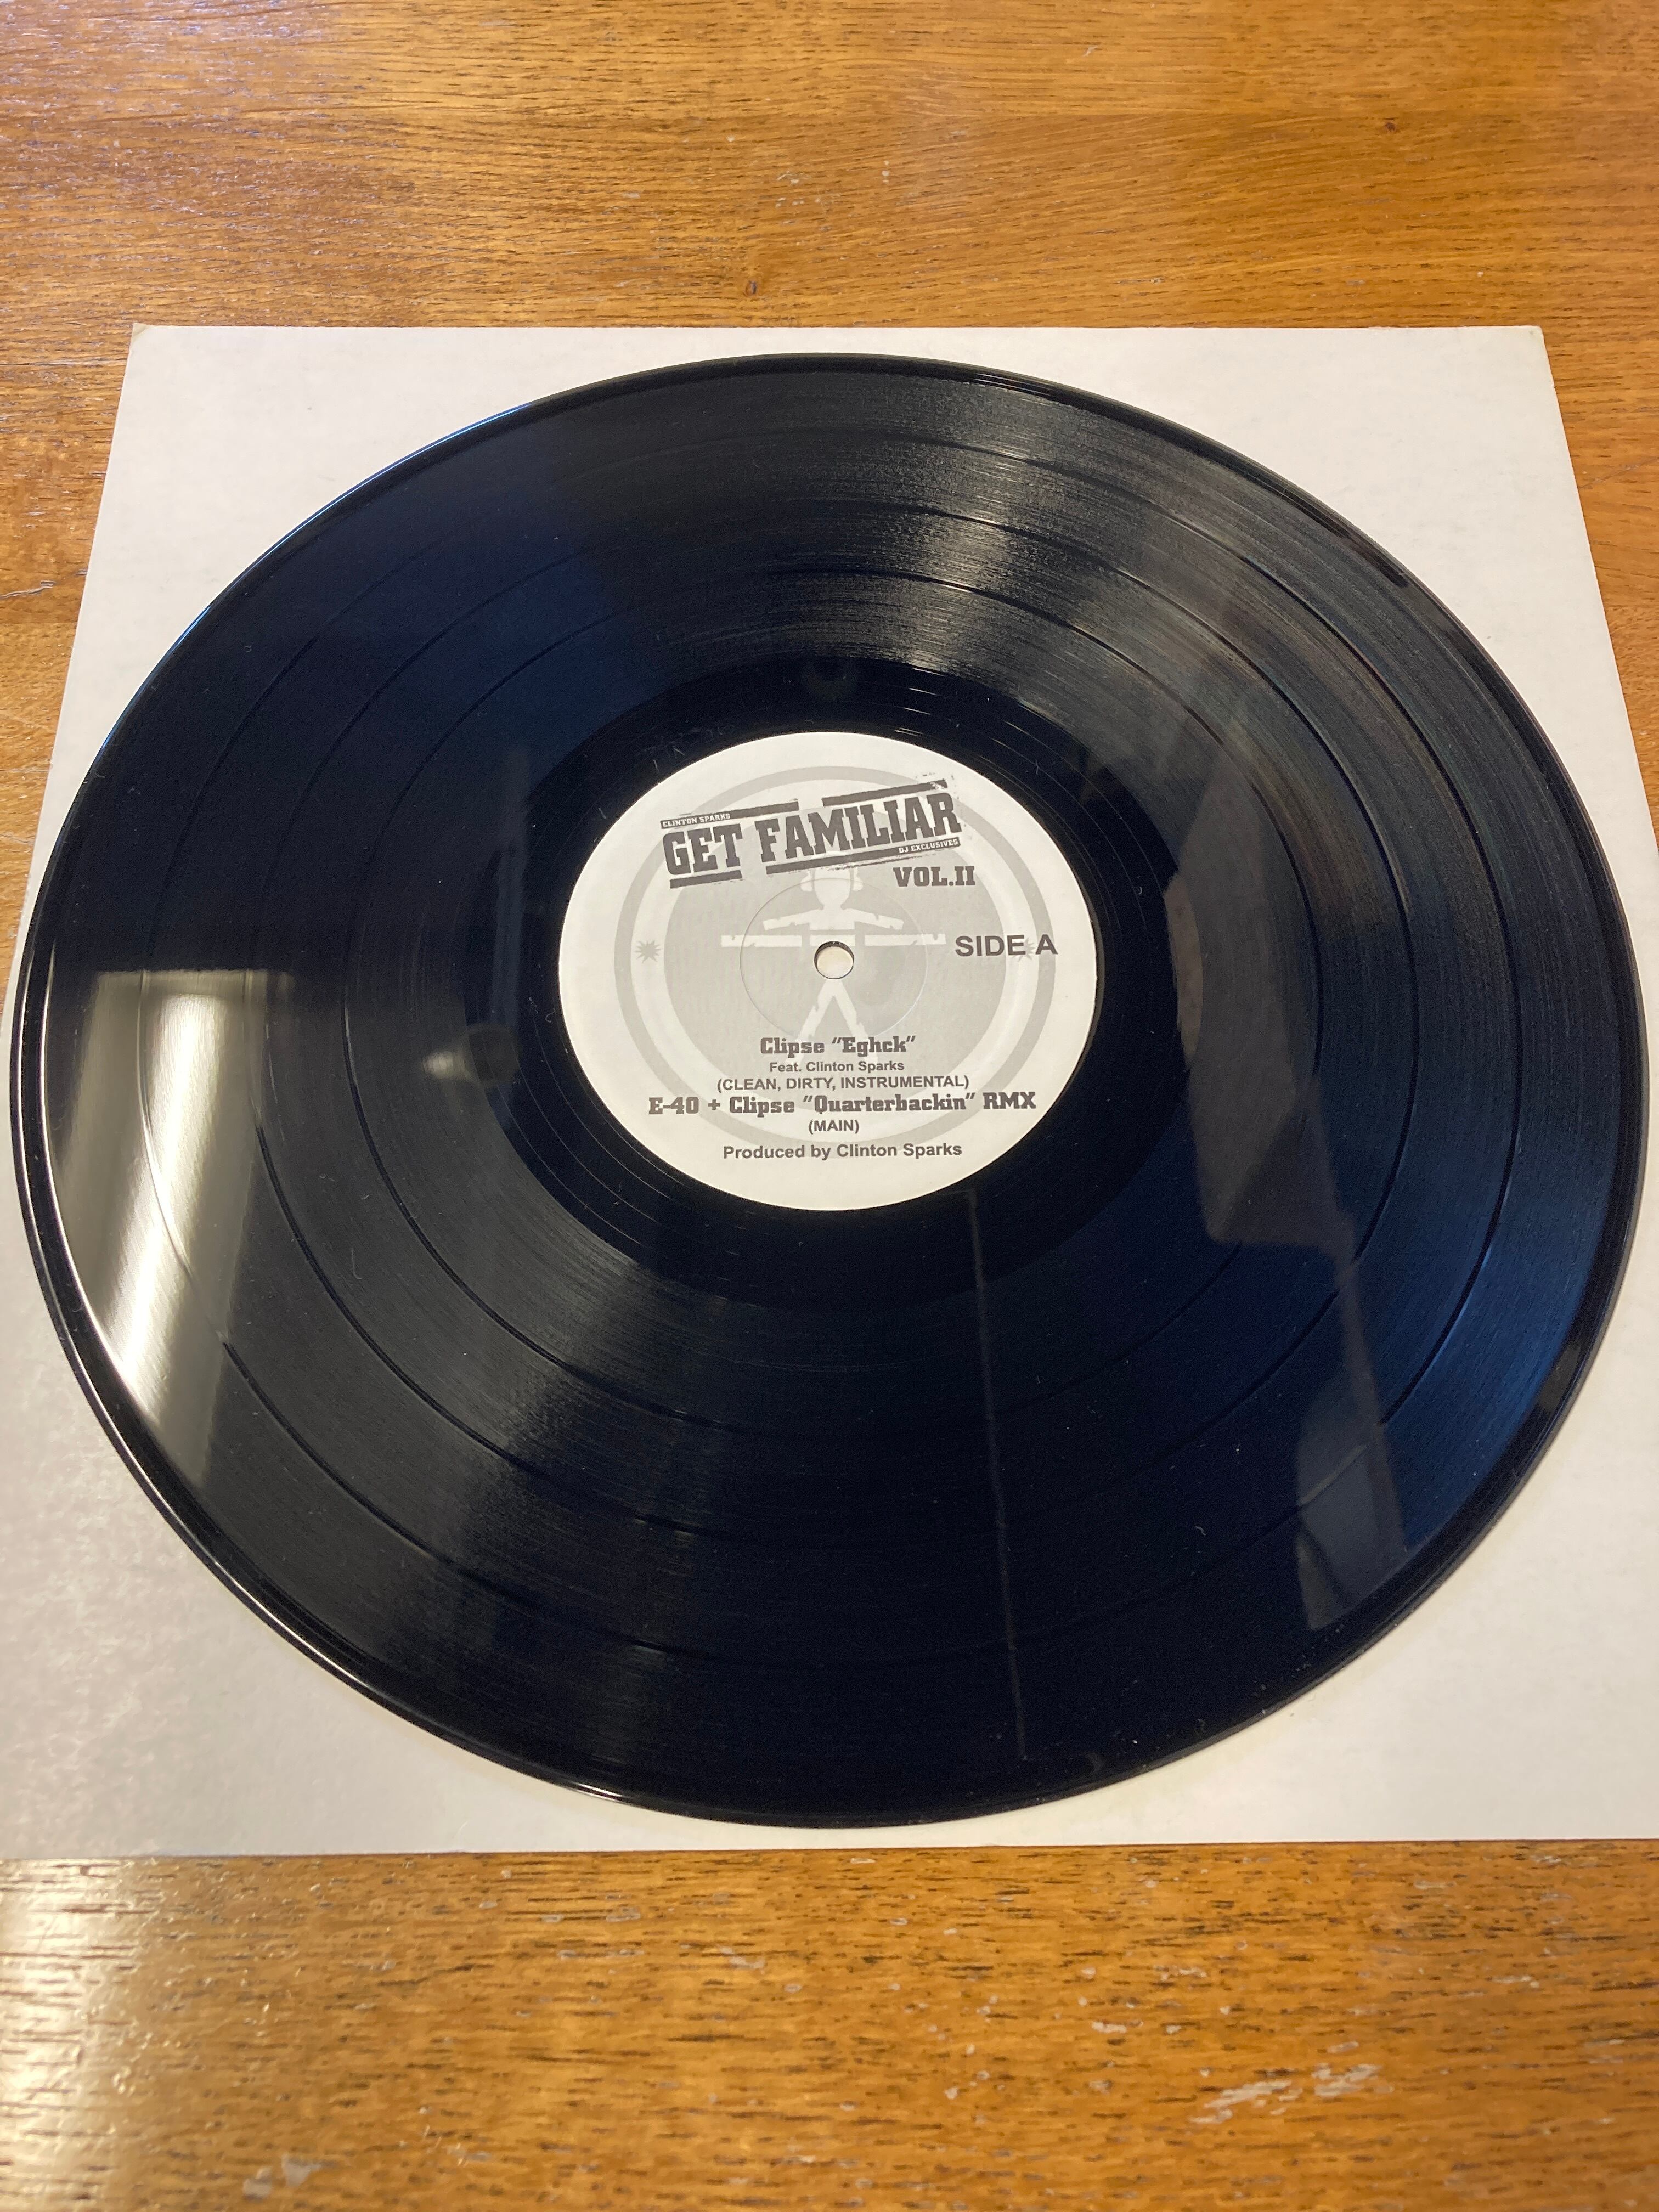 CLINTON SPARKS
GET FAMILIAR
DJ EXCLUSIVES
VOL.II
SIDE A
Clipse "Eghck"
Feat. Clinton Sparks
(CLEAN, DIRTY, INSTRUMENTAL)
E-40 + Clipse "Quarterbackin" RMX
(MAIN)
Produced by Clinton Sparks